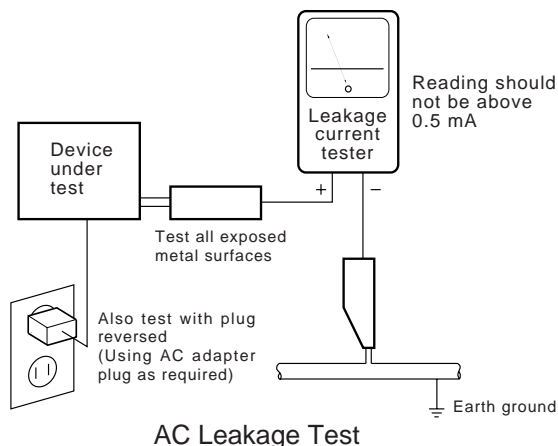 Leakage
current
tester
Reading should
not be above
0.5 mA
Device
under
test
+ −
Test all exposed
metal surfaces
Also test with plug
reversed
(Using AC adapter
plug as required)
Earth ground
AC Leakage Test